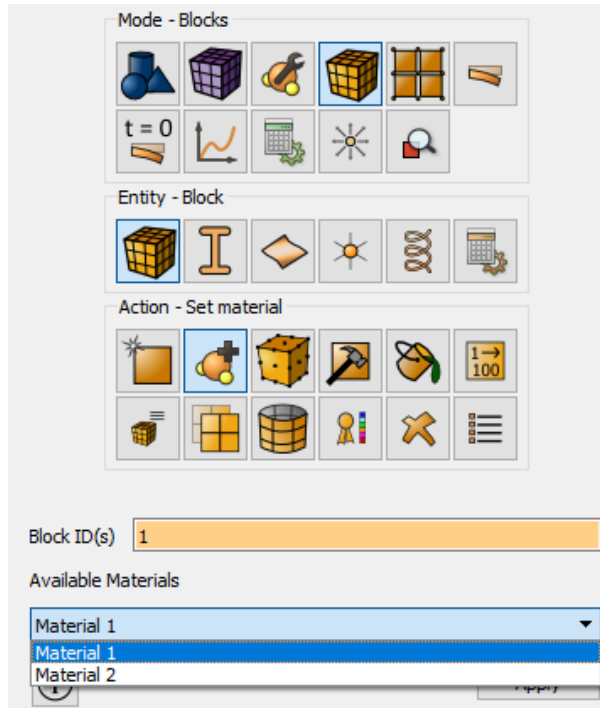 Mode - Blocks
t = 0
Entity - Block
Action - Set material
1→
100
Block ID(s) 1
Available Materials
Material 1
Material 1
Material 2
Apply